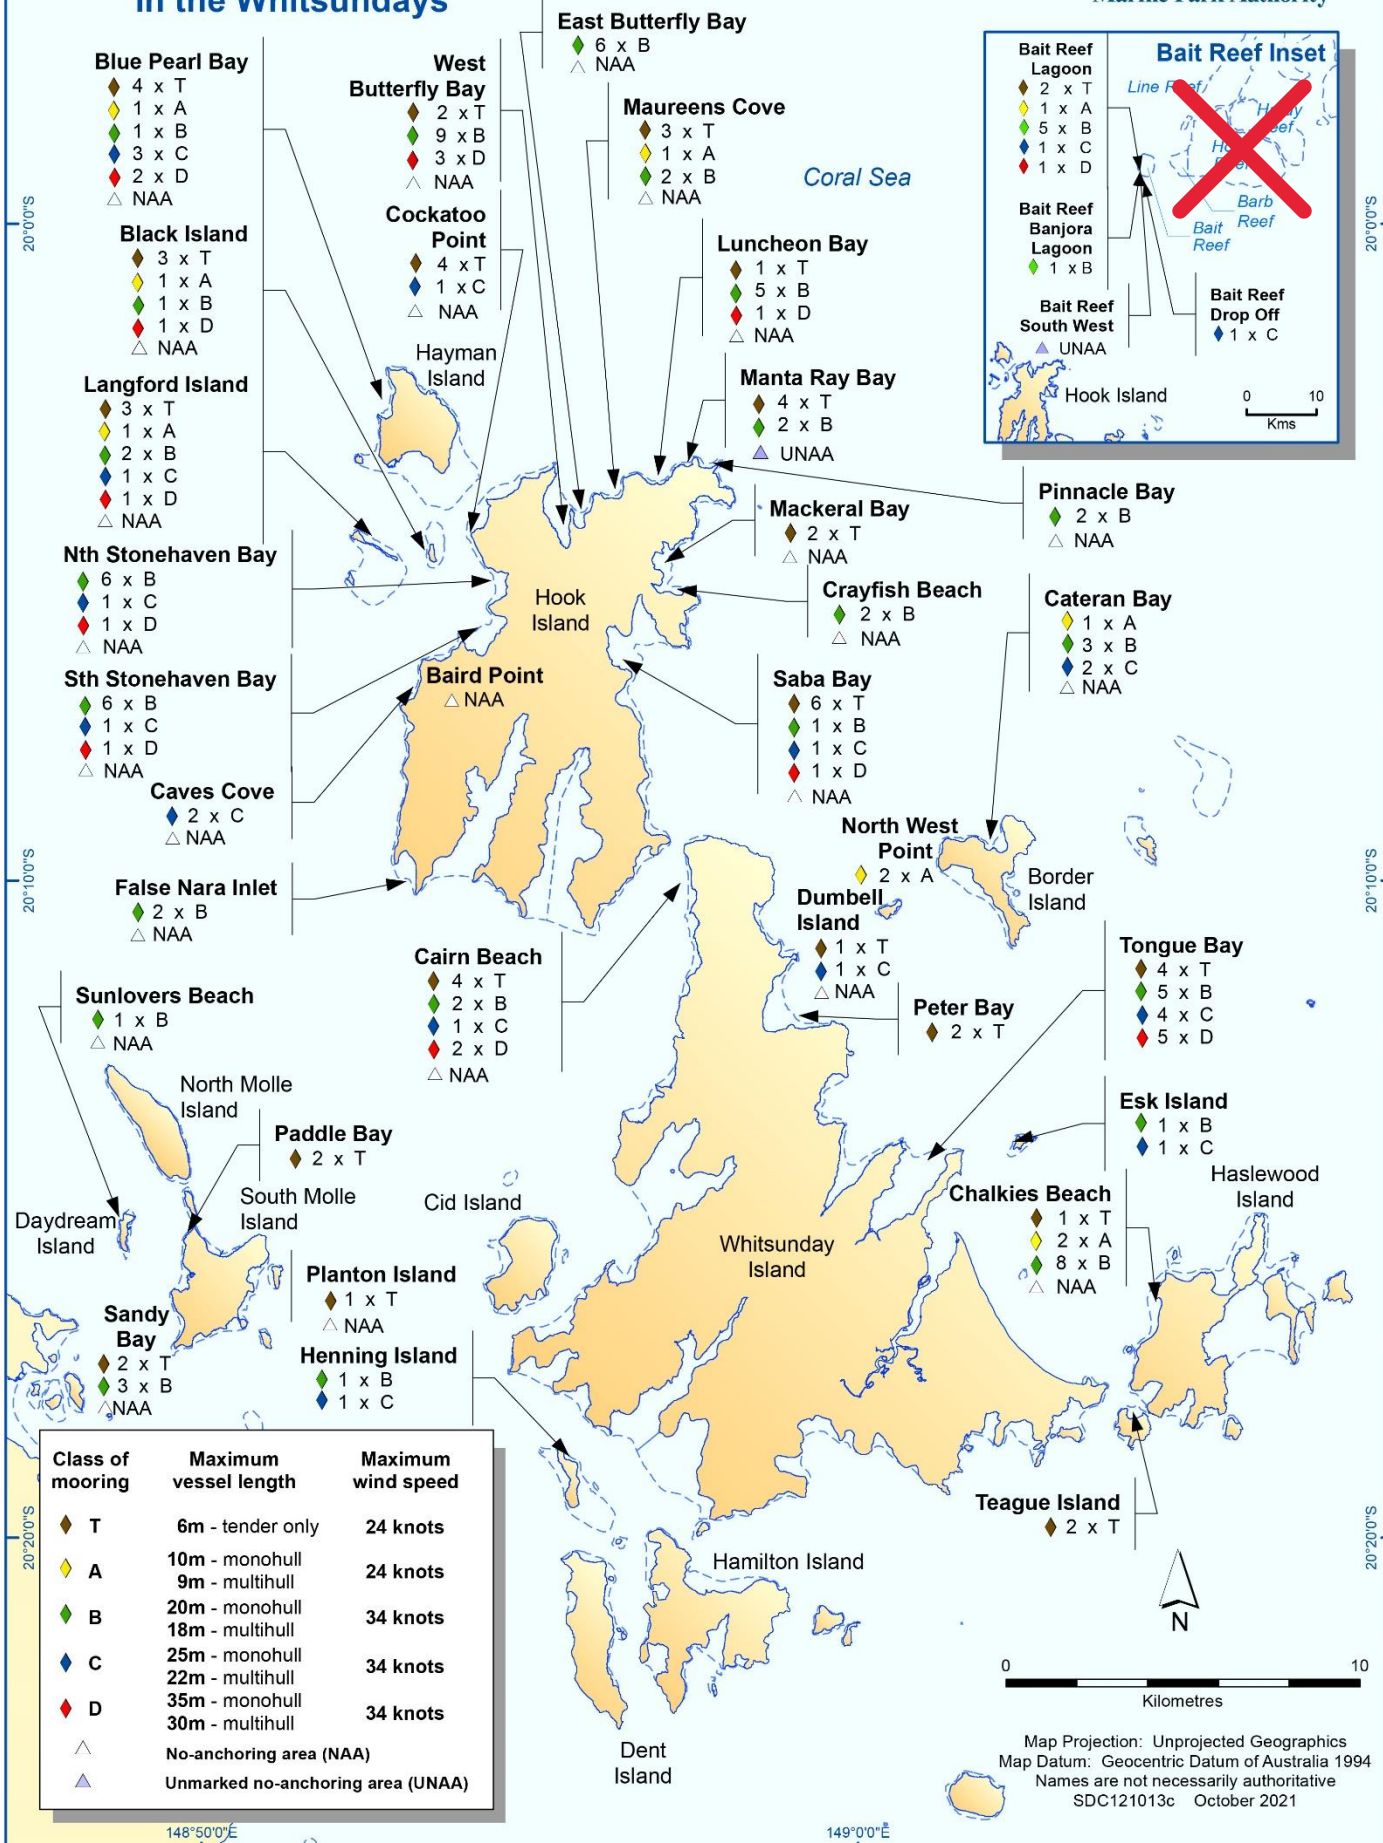 in the Whitsundays
Marine Park Authority
East Butterfly Bay
6 x B
NAA
Blue Pearl Bay
4 x T
1 x A
1 x B
3 x C
2 x D
NAA
West
Butterfly Bay
2 x T
9 x B
3 x D
NAA
Maureens Cove
3 x T
1 x A
2 x B
NAA
Coral Sea
Bait Reef Inset
Bait Reef
Lagoon
2 x T
1 x A
5 x B
1 x C
1 x D
Line Reef
Bait Reef
Banjora
Lagoon
1 x B
Barb
Reef
Bait
Reef
Bait Reef
South West
UNAA
Bait Reef
Drop Off
1 x C
Hook Island
0 10
Kms
20°0'0"S
20°0'0"S
Cockatoo
Point
4 x T
1 x C
NAA
Black Island
3 x T
1 x A
1 x B
1 x D
NAA
Luncheon Bay
1 x T
5 x B
1 x D
NAA
Hayman
Island
Langford Island
3 x T
1 x A
2 x B
1 x C
1 x D
NAA
Manta Ray Bay
4 x T
2 x B
UNAA
Pinnacle Bay
2 x B
NAA
Mackeral Bay
2 x T
NAA
Nth Stonehaven Bay
6 x B
1 x C
1 x D
NAA
Hook
Island
Crayfish Beach
2 x B
NAA
Cateran Bay
1 x A
3 x B
2 x C
NAA
Sth Stonehaven Bay
6 x B
1 x C
1 x D
NAA
Baird Point
NAA
Saba Bay
6 x T
1 x B
1 x C
1 x D
NAA
Caves Cove
2 x C
NAA
North West
Point
2 x A
Border
Island
20°10'0"S
20°10'0"S
False Nara Inlet
2 x B
NAA
Dumbell
Island
1 x T
1 x C
NAA
Cairn Beach
4 x T
2 x B
1 x C
2 x D
NAA
Tongue Bay
4 x T
5 x B
4 x C
5 x D
Sunlovers Beach
1 x B
NAA
Peter Bay
2 x T
North Molle
Island
Paddle Bay
2 x T
Esk Island
1 x B
1 x C
South Molle
Island
Cid Island
Haslewood
Island
Chalkies Beach
1 x T
2 x A
8 x B
NAA
Daydream
Island
Whitsunday
Island
Planton Island
1 x T
NAA
Sandy
Bay
2 x T
3 x B
NAA
Henning Island
1 x B
1 x C
Teague Island
2 x T
Class of
mooring
Maximum
vessel length
Maximum
wind speed
T 6m - tender only 24 knots
A 10m - monohull
9m - multihull 24 knots
B 20m - monohull
18m - multihull 34 knots
C 25m - monohull
22m - multihull 34 knots
D 35m - monohull
30m - multihull 34 knots
No-anchoring area (NAA)
Unmarked no-anchoring area (UNAA)
20°20'0"S
20°20'0"S
Hamilton Island
N
0 10
Kilometres
Dent
Island
Map Projection: Unprojected Geographics
Map Datum: Geocentric Datum of Australia 1994
Names are not necessarily authoritative
SDC121013c October 2021
148°50'0"E
149°0'0"E